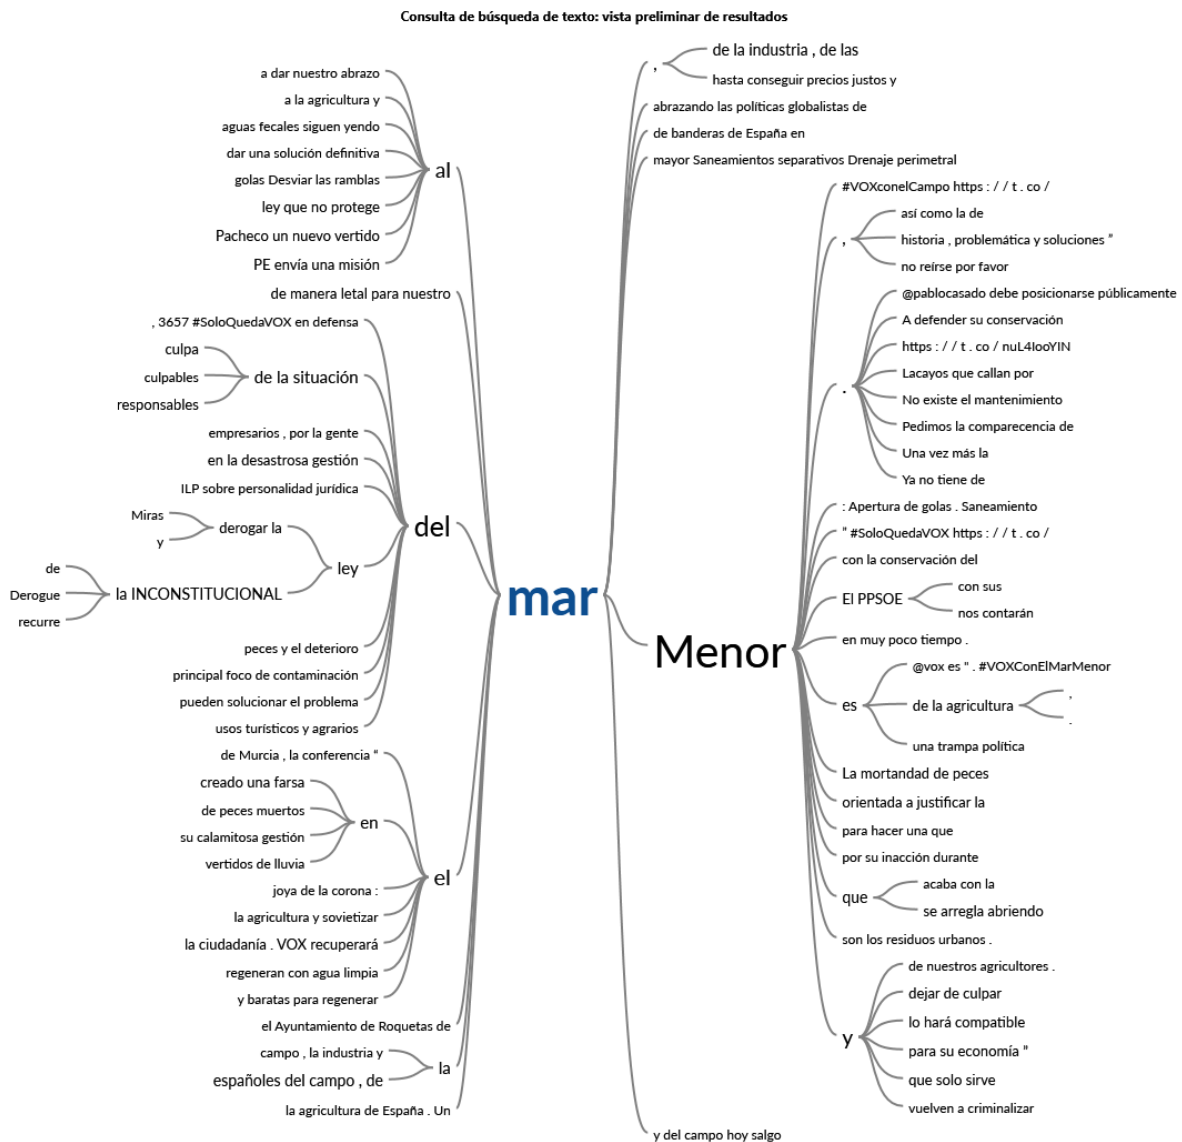 Consulta de búsqueda de texto: vista preliminar de resultados
a dar nuestro abrazo
a la agricultura y
aguas fecales siguen yendo
dar una solución definitiva
golas Desviar las ramblas
ley que no protege
Pacheco un nuevo vertido
PE envía una misión
al
de manera letal para nuestro
, 3657 #SoloQuedaVOX en defensa
culpa
culpables
responsables
de la situación
empresarios , por la gente
en la desastrosa gestión
ILP sobre personalidad jurídica
Miras
y
derogar la
de
Derogue
recurre
la INCONSTITUCIONAL
ley
peces y el deterioro
principal foco de contaminación
pueden solucionar el problema
usos turísticos y agrarios
del
de Murcia , la conferencia “
creado una farsa
de peces muertos
su calamitosa gestión
vertidos de lluvia
en
joya de la corona :
la agricultura y sovietizar
la ciudadanía . VOX recuperará
regeneran con agua limpia
y baratas para regenerar
el
el Ayuntamiento de Roquetas de
campo , la industria y
españoles del campo , de
la
la agricultura de España . Un
mar
,
de la industria , de las
hasta conseguir precios justos y
abrazando las políticas globalistas de
de banderas de España en
mayor Saneamientos separativos Drenaje perimetral
Menor
#VOXconelCampo https : / / t . co /
,
así como la de
historia , problemática y soluciones ”
no reírse por favor
.
@pablocasado debe posicionarse públicamente
A defender su conservación
https : / / t . co / nuL4IooYIN
Lacayos que callan por
No existe el mantenimiento
Pedimos la comparecencia de
Una vez más la
Ya no tiene de
: Apertura de golas . Saneamiento
” #SoloQuedaVOX https : / / t . co /
con la conservación del
El PPSOE
con sus
nos contarán
en muy poco tiempo .
es
@vox es “ . #VOXConElMarMenor
de la agricultura
,
.
una trampa política
La mortandad de peces
orientada a justificar la
para hacer una que
por su inacción durante
que
acaba con la
se arregla abriendo
son los residuos urbanos .
y
de nuestros agricultores .
dejar de culpar
lo hará compatible
para su economía ”
que solo sirve
vuelven a criminalizar
y del campo hoy salgo